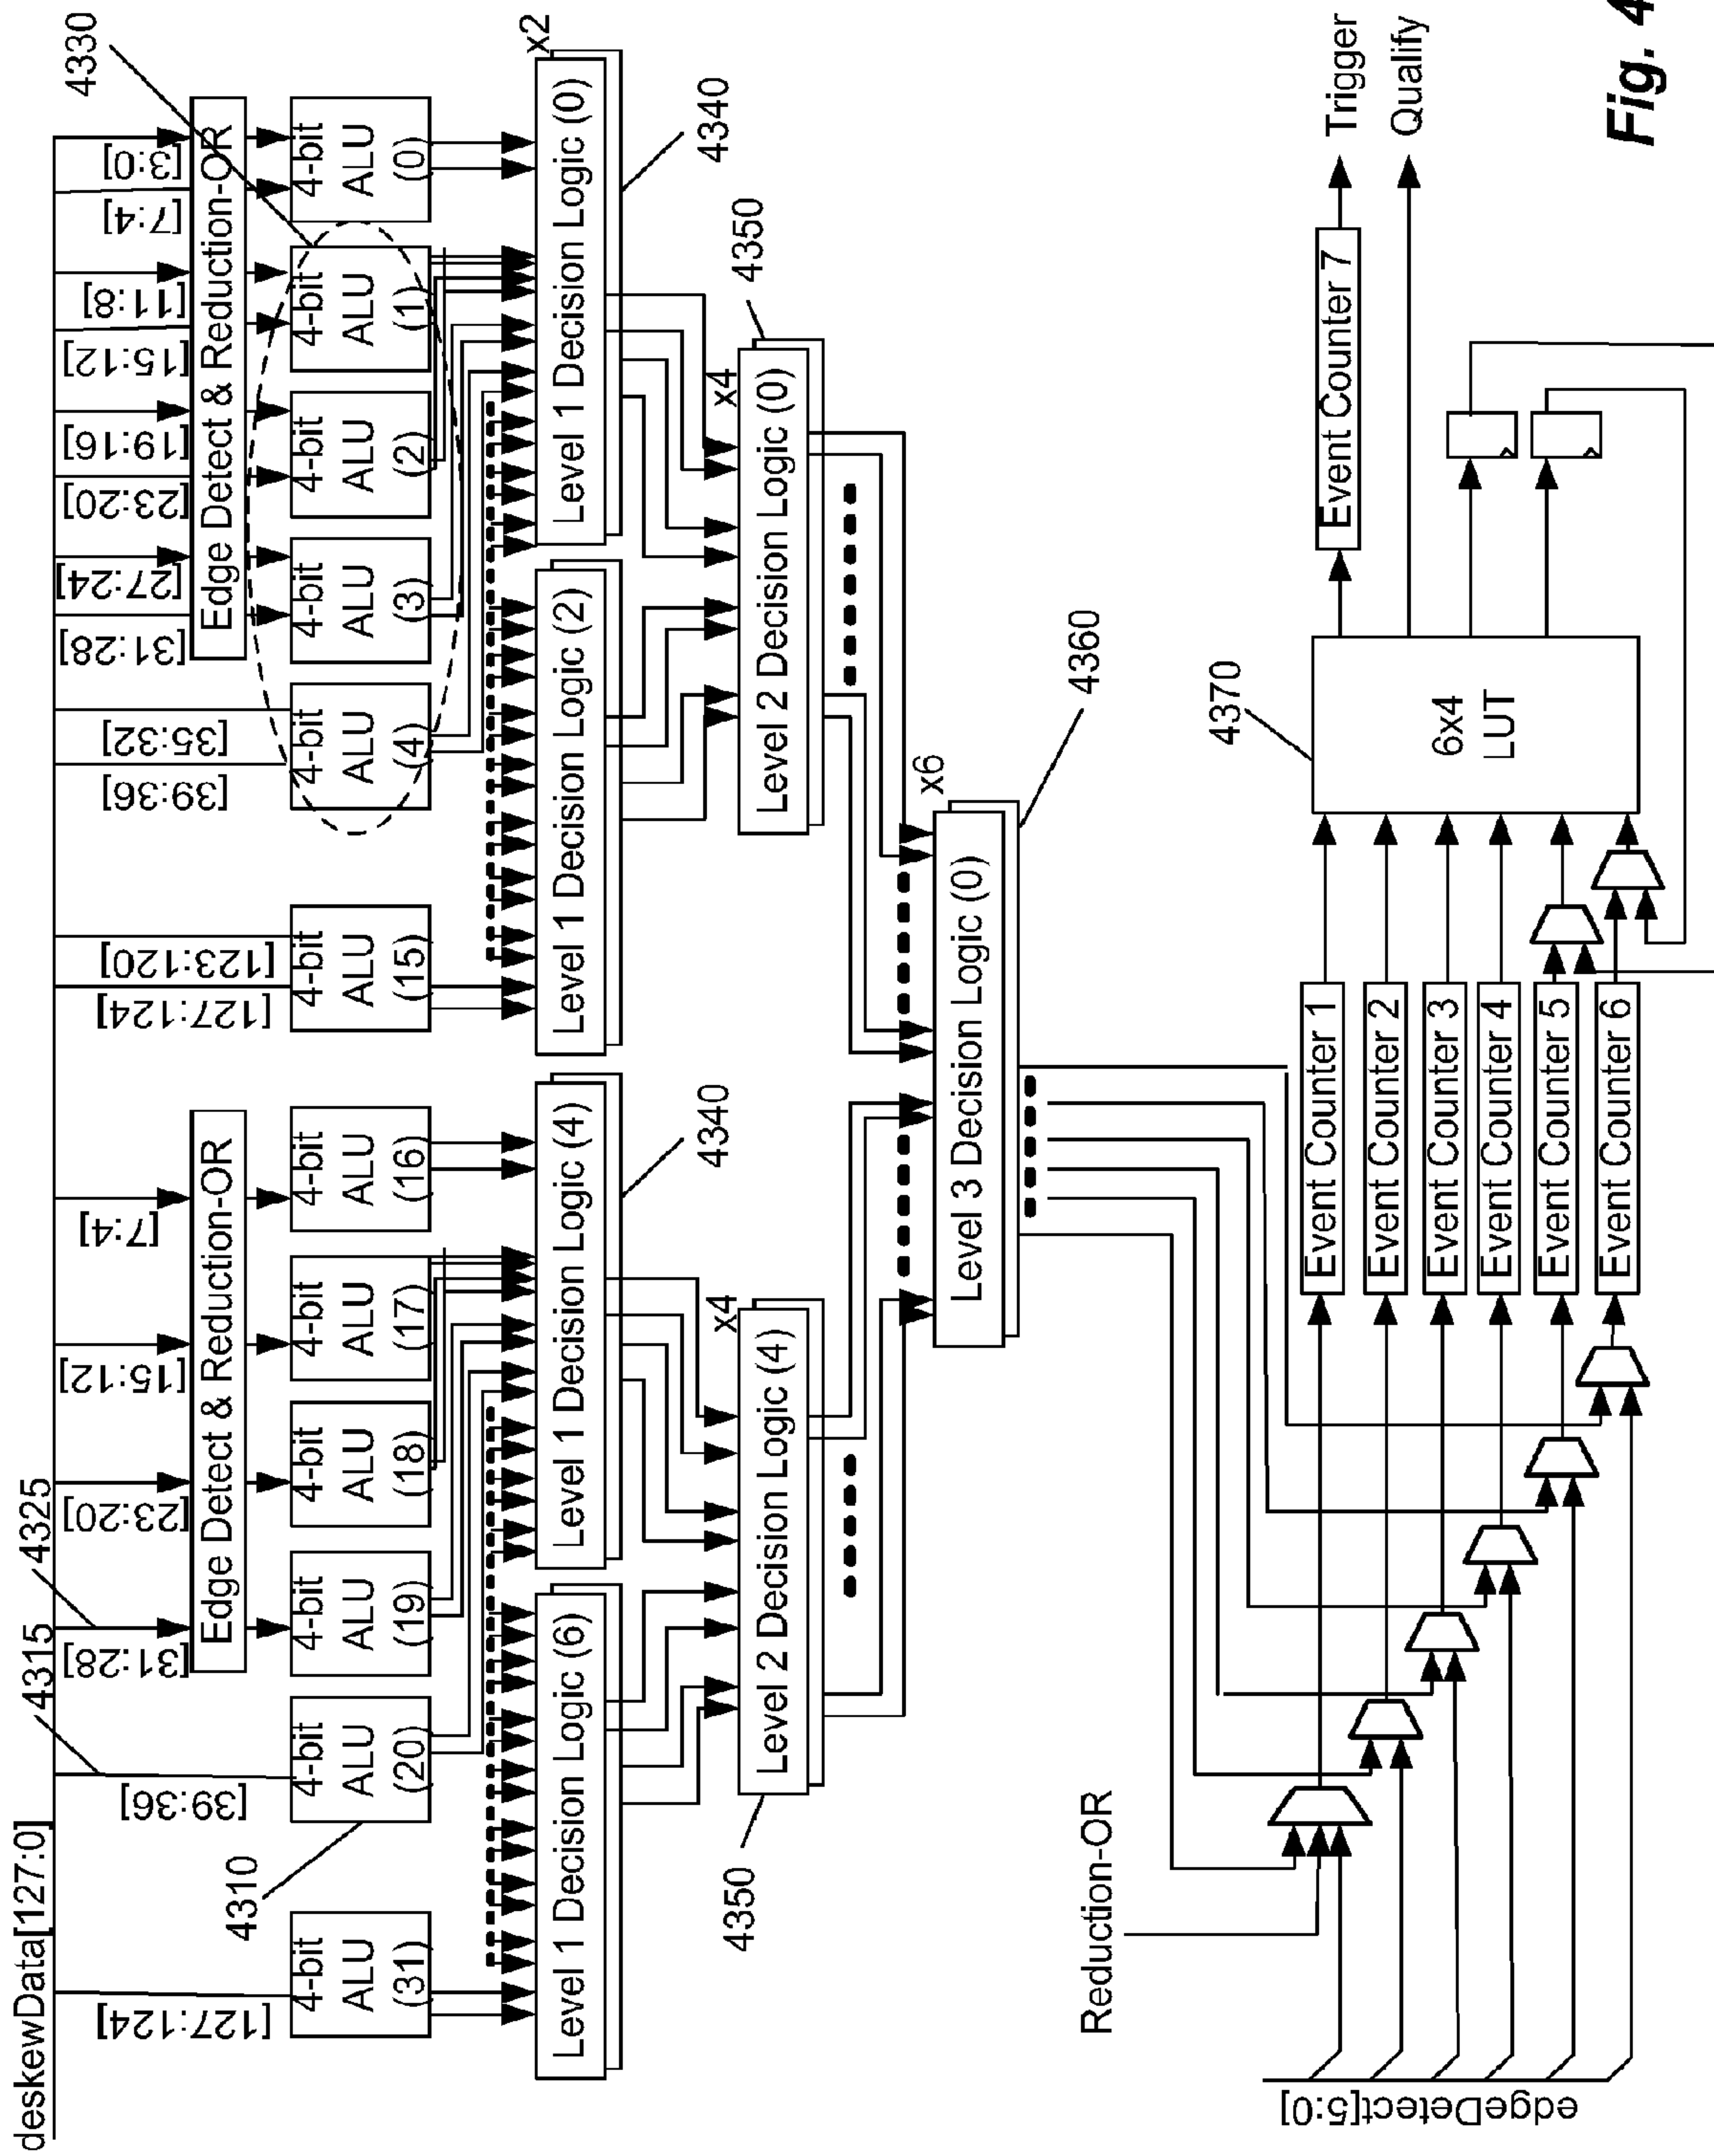 deskewData[127:0]
4315
4325
4330
[127:124]
[39:36]
[31:28]
[23:20]
[15:12]
[7:4]
[127:124]
[123:120]
[39:36]
[35:32]
[31:28]
[27:24]
[23:20]
[19:16]
[15:12]
[11:8]
[7:4]
[3:0]
Edge Detect & Reduction-OR
Edge Detect & Reduction-OR
4310
4-bit
ALU
(31)
4-bit
ALU
(20)
4-bit
ALU
(19)
4-bit
ALU
(18)
4-bit
ALU
(17)
4-bit
ALU
(16)
4-bit
ALU
(15)
4-bit
ALU
(4)
4-bit
ALU
(3)
4-bit
ALU
(2)
4-bit
ALU
(1)
4-bit
ALU
(0)
x2
Level 1 Decision Logic (6)
Level 1 Decision Logic (4)
Level 1 Decision Logic (2)
Level 1 Decision Logic (0)
4340
4340
x4
x4
4350
Level 2 Decision Logic (4)
Level 2 Decision Logic (0)
4350
x6
Level 3 Decision Logic (0)
4360
Reduction-OR
edgeDetect[5:0]
Event Counter 1
Event Counter 2
Event Counter 3
Event Counter 4
Event Counter 5
Event Counter 6
4370
6x4
LUT
Event Counter 7
Trigger
Qualify
Fig. 4